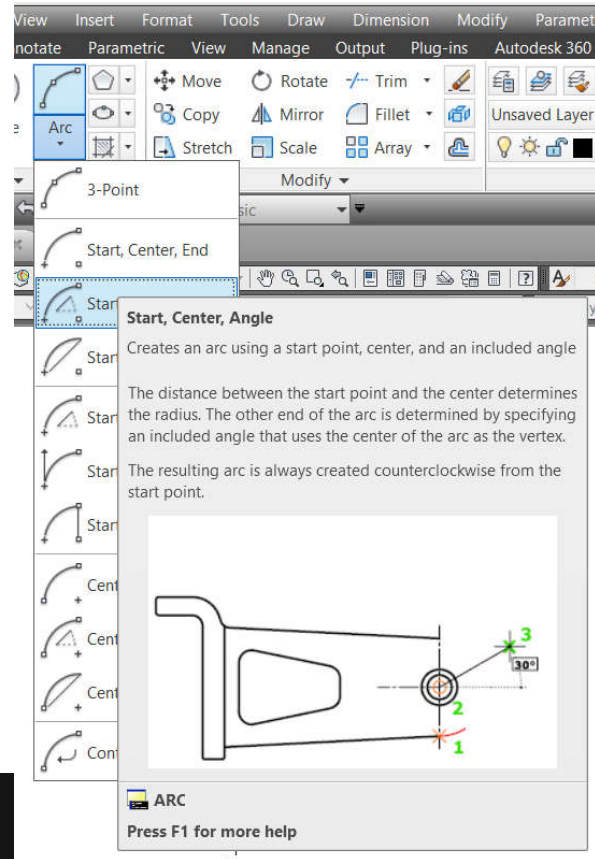 View Insert Format Tools Draw Dimension Modify Paramet
notate Parametric View Manage Output Plug-ins Autodesk 360
Arc Move Rotate Trim
Copy Mirror Fillet Unsaved Layer
Stretch Scale Array
Modify
3-Point
sic
Start, Center, End
Star
Start, Center, Angle
Creates an arc using a start point, center, and an included angle
Star
The distance between the start point and the center determines
the radius. The other end of the arc is determined by specifying
Star
an included angle that uses the center of the arc as the vertex.
Star
The resulting arc is always created counterclockwise from the
start point.
Star
Cent
Cent
Cent
Cont
3
30°
2
1
ARC
Press F1 for more help